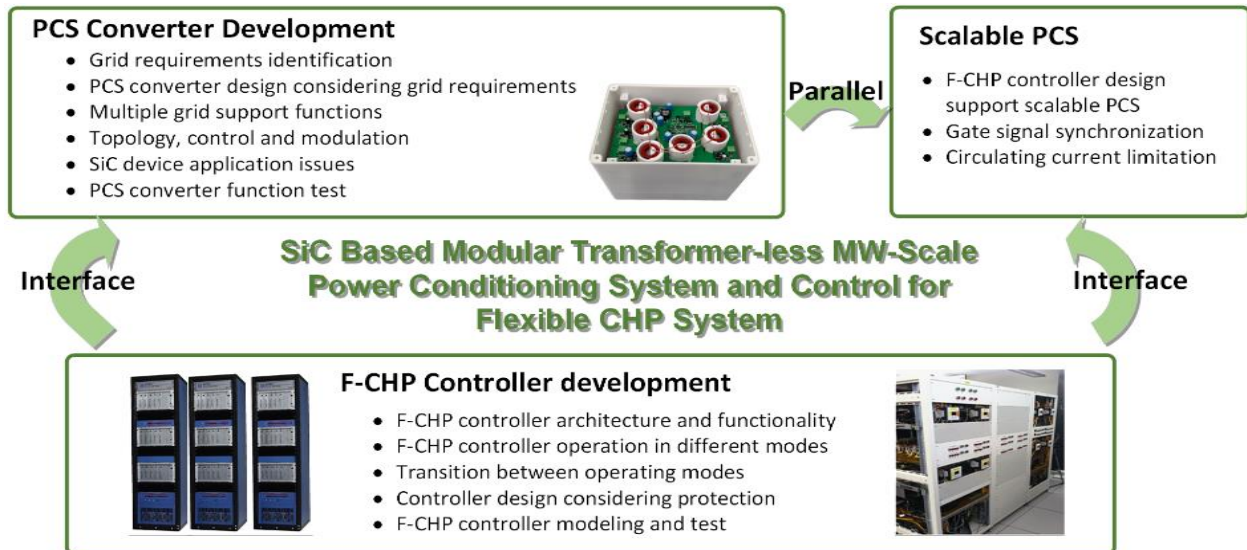 PCS Converter Development
• Grid requirements identification
• PCS converter design considering grid requirements
• Multiple grid support functions
• Topology, control and modulation
• SiC device application issues
• PCS converter function test
Parallel
Scalable PCS
• F-CHP controller design
support scalable PCS
• Gate signal synchronization
• Circulating current limitation
Interface
SiC Based Modular Transformer-less MW-Scale
Power Conditioning System and Control for
Flexible CHP System
Interface
F-CHP Controller development
• F-CHP controller architecture and functionality
• F-CHP controller operation in different modes
• Transition between operating modes
• Controller design considering protection
• F-CHP controller modeling and test